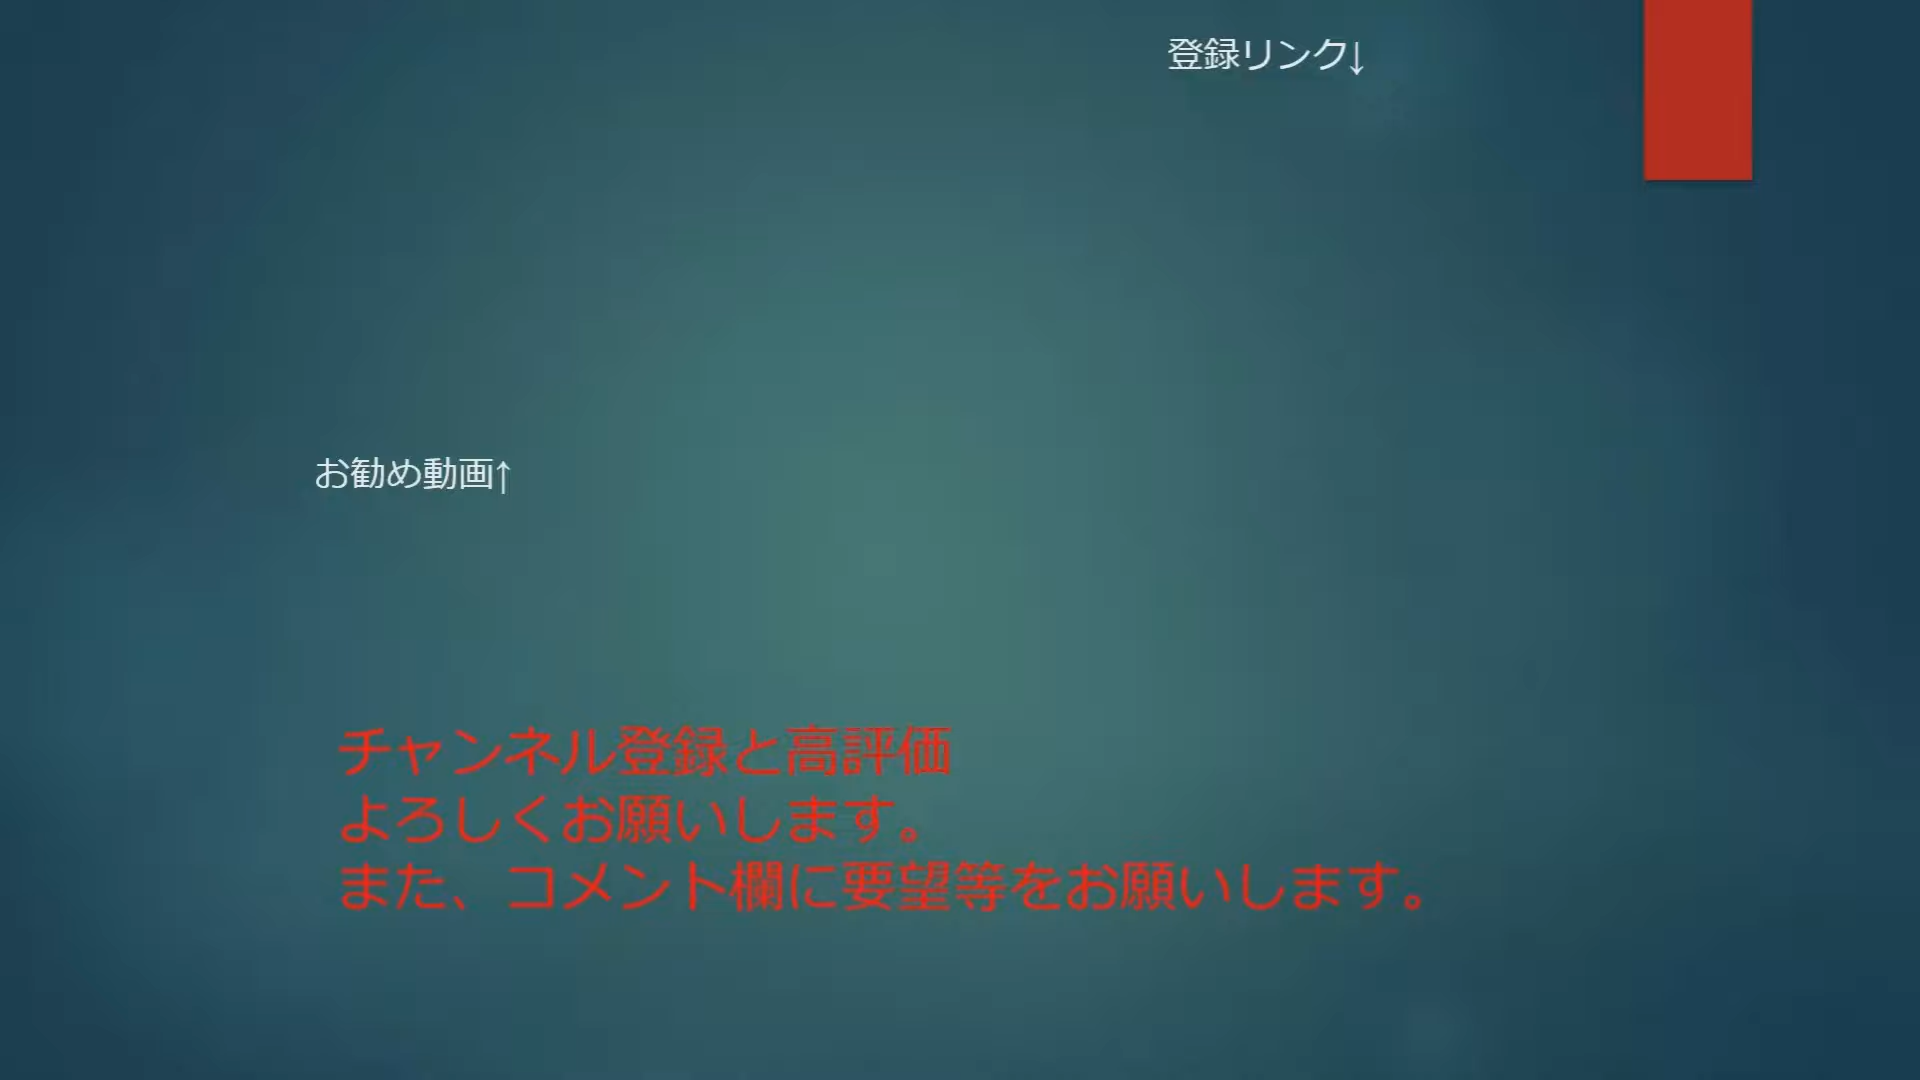 登録リンク↓
お勧め動画↑
チャンネル登録と高評価
よろしくお願いします。
また、コメント欄に要望等をお願いします。